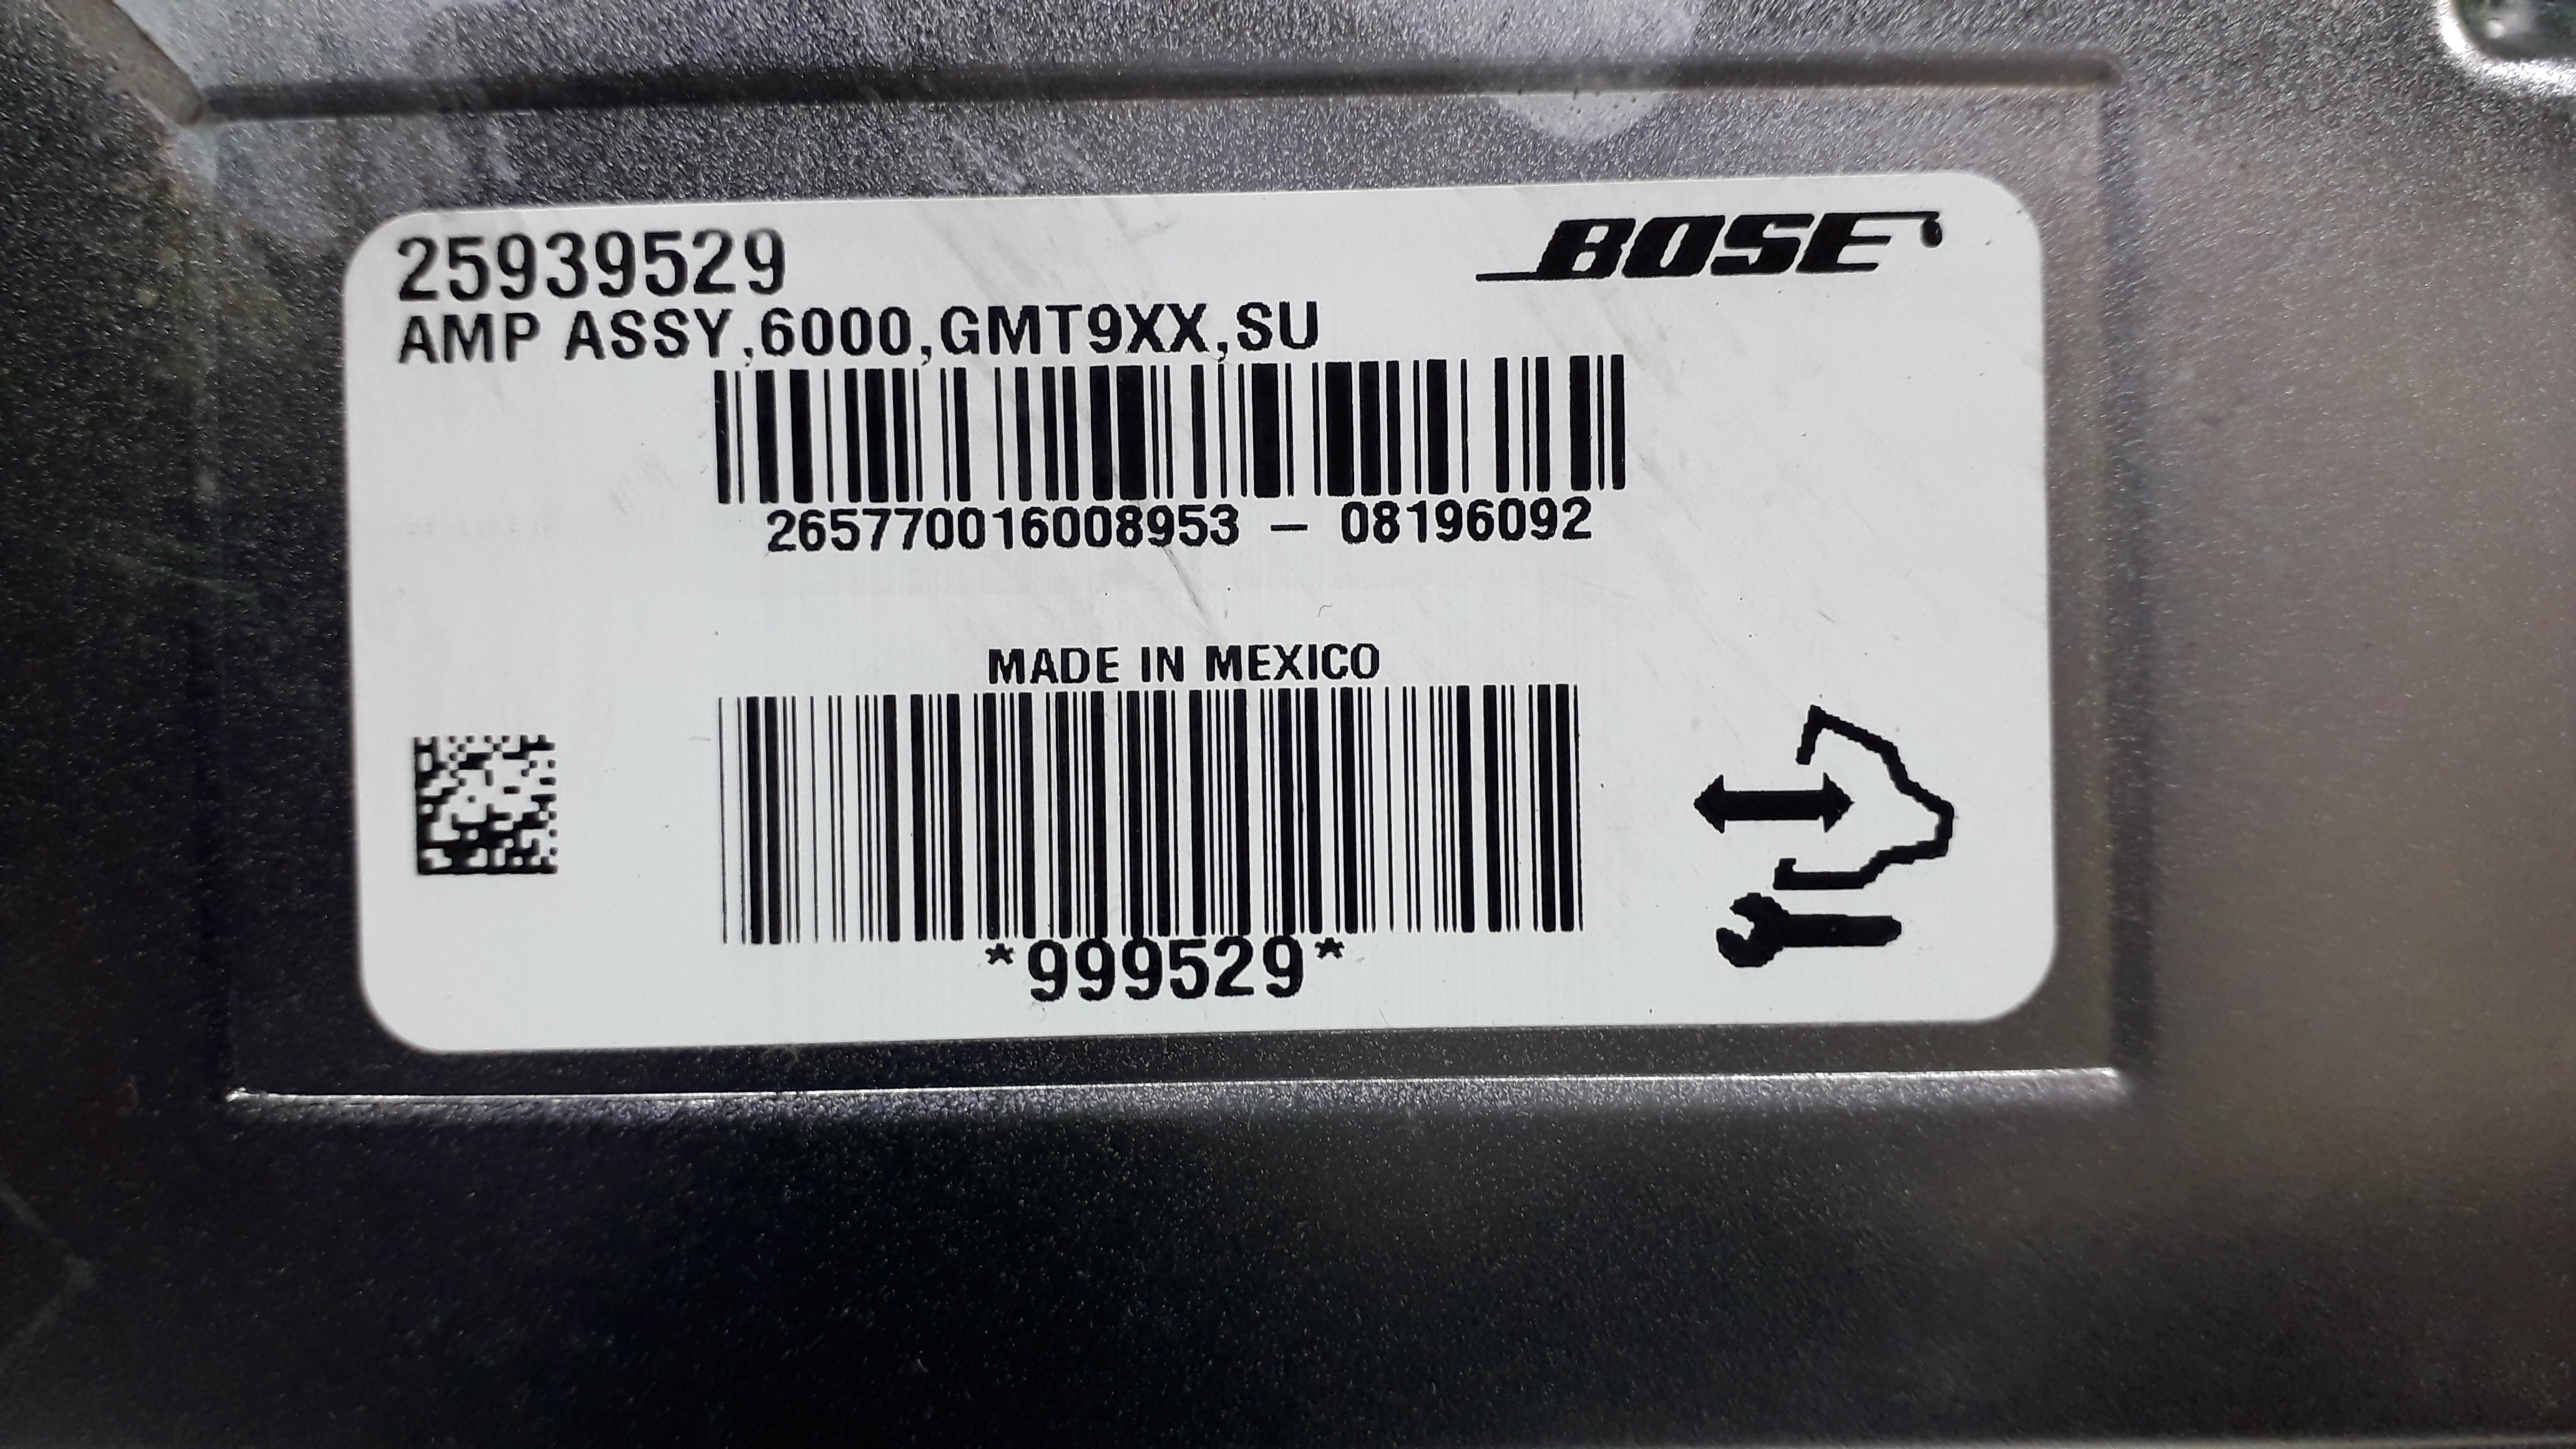 25939529
BOSE
AMP ASSY,6000,GMT9XX,SU
265770016008953 - 08196092
MADE IN MEXICO
*999529*